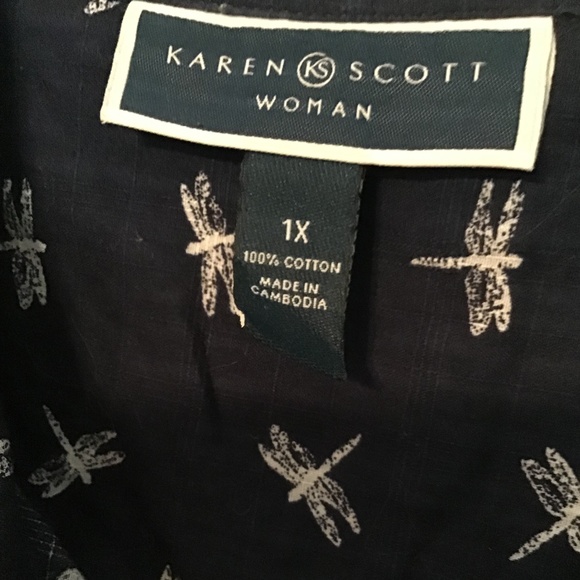 KAREN KS SCOTT
WOMAN
1X
100% COTTON
MADE IN
CAMBODIA